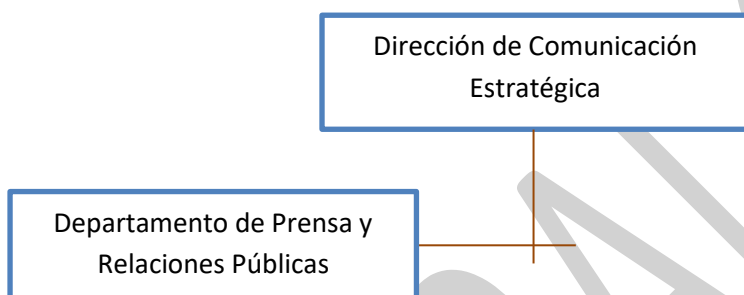 Dirección de Comunicación
Estratégica
Departamento de Prensa y
Relaciones Públicas